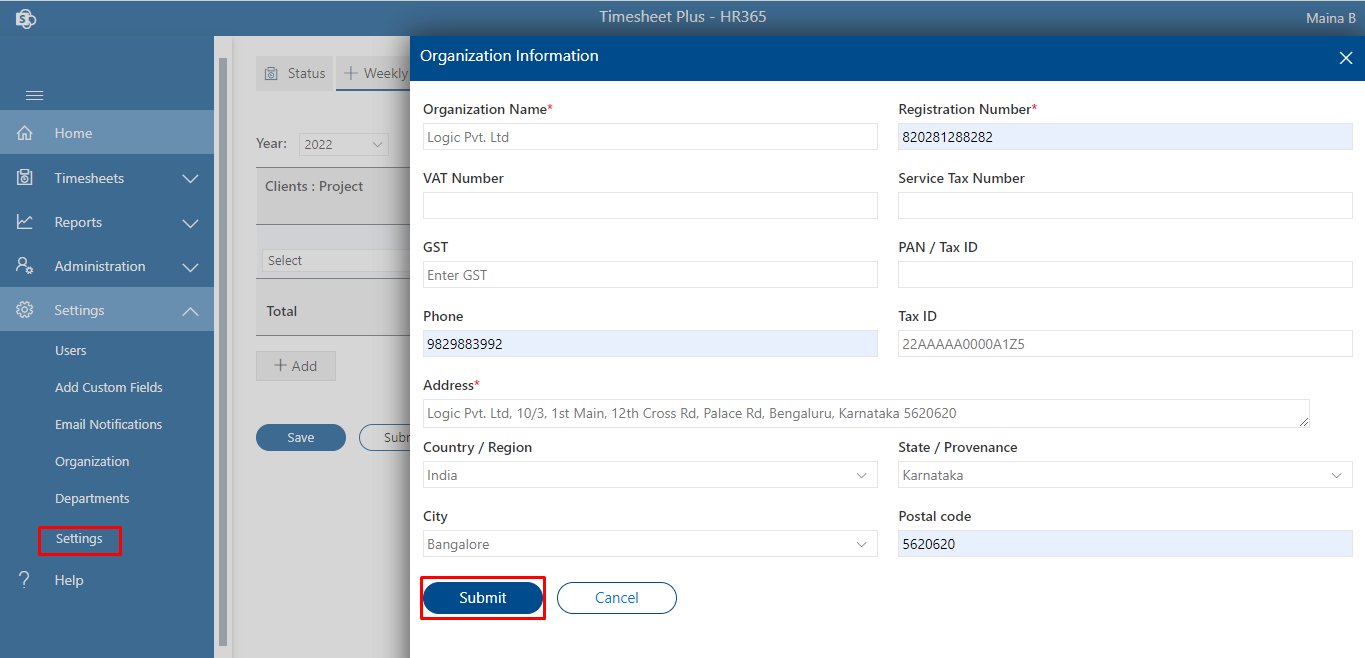 Timesheet Plus - HR365
Maina B
Home
Timesheets
Reports
Administration
Settings
Users
Add Custom Fields
Email Notifications
Organization
Departments
Settings
? Help
Status
+ Weekly
Year: 2022
Clients : Project
Select
Total
+ Add
Save
Organization Information
Organization Name* Registration Number*
Logic Pvt. Ltd 820281288282
VAT Number Service Tax Number
GST PAN / Tax ID
Enter GST
Phone Tax ID
9829883992 22AAAAA0000A1Z5
Address*
Logic Pvt. Ltd, 10/3, 1st Main, 12th Cross Rd, Palace Rd, Bengaluru, Karnataka 5620620
Country / Region State / Provenance
India Karnataka
City Postal code
Bangalore 5620620
Submit Cancel